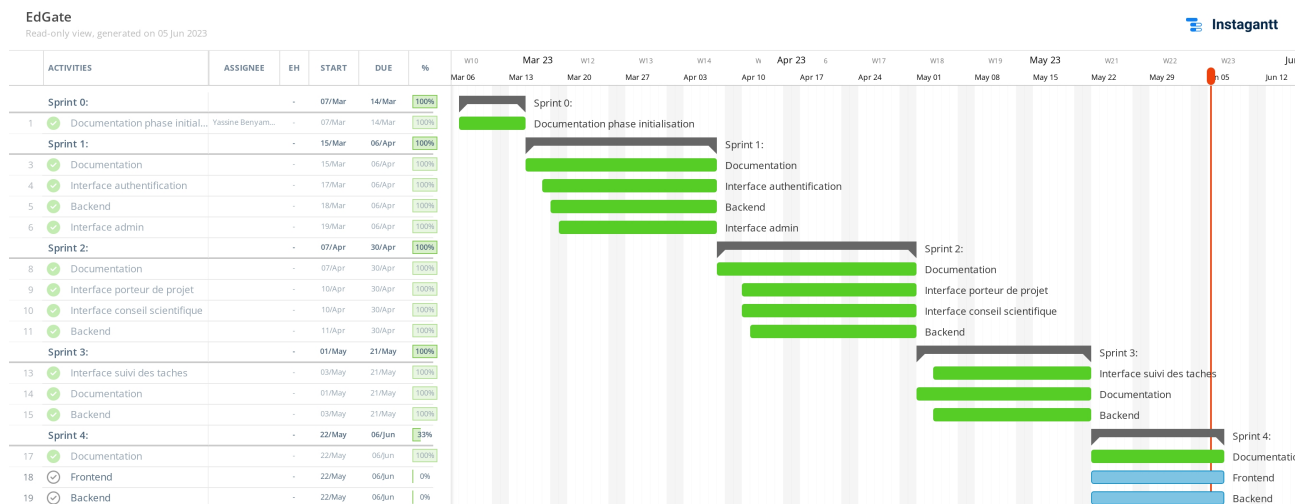 EdGate
Read-only view, generated on 05 Jun 2023
Instagantt
ACTIVITIES ASSIGNEE EH START DUE %
W10 Mar 23 W12 W13 W14 W Apr 23 6 W17 W18 W19 May 23 W21 W22 W23 Ju
Mar 06 Mar 13 Mar 20 Mar 27 Apr 03 Apr 10 Apr 17 Apr 24 May 01 May 08 May 15 May 22 May 29 n 05 Jun 12
Sprint 0: - 07/Mar 14/Mar 100% Sprint 0:
1 Documentation phase initial... Yassine Benyam... - 07/Mar 14/Mar 100% Documentation phase initialisation
Sprint 1: - 15/Mar 06/Apr 100% Sprint 1:
3 Documentation - 15/Mar 06/Apr 100% Documentation
4 Interface authentification - 17/Mar 06/Apr 100% Interface authentification
5 Backend - 18/Mar 06/Apr 100% Backend
6 Interface admin - 19/Mar 06/Apr 100% Interface admin
Sprint 2: - 07/Apr 30/Apr 100% Sprint 2:
8 Documentation - 07/Apr 30/Apr 100% Documentation
9 Interface porteur de projet - 10/Apr 30/Apr 100% Interface porteur de projet
10 Interface conseil scientifique - 10/Apr 30/Apr 100% Interface conseil scientifique
11 Backend - 11/Apr 30/Apr 100% Backend
Sprint 3: - 01/May 21/May 100% Sprint 3:
13 Interface suivi des taches - 03/May 21/May 100% Interface suivi des taches
14 Documentation - 01/May 21/May 100% Documentation
15 Backend - 03/May 21/May 100% Backend
Sprint 4: - 22/May 06/Jun 33% Sprint 4:
17 Documentation - 22/May 06/Jun 100% Documentatic
18 Frontend - 22/May 06/Jun 0% Frontend
19 Backend - 22/May 06/Jun 0% Backend